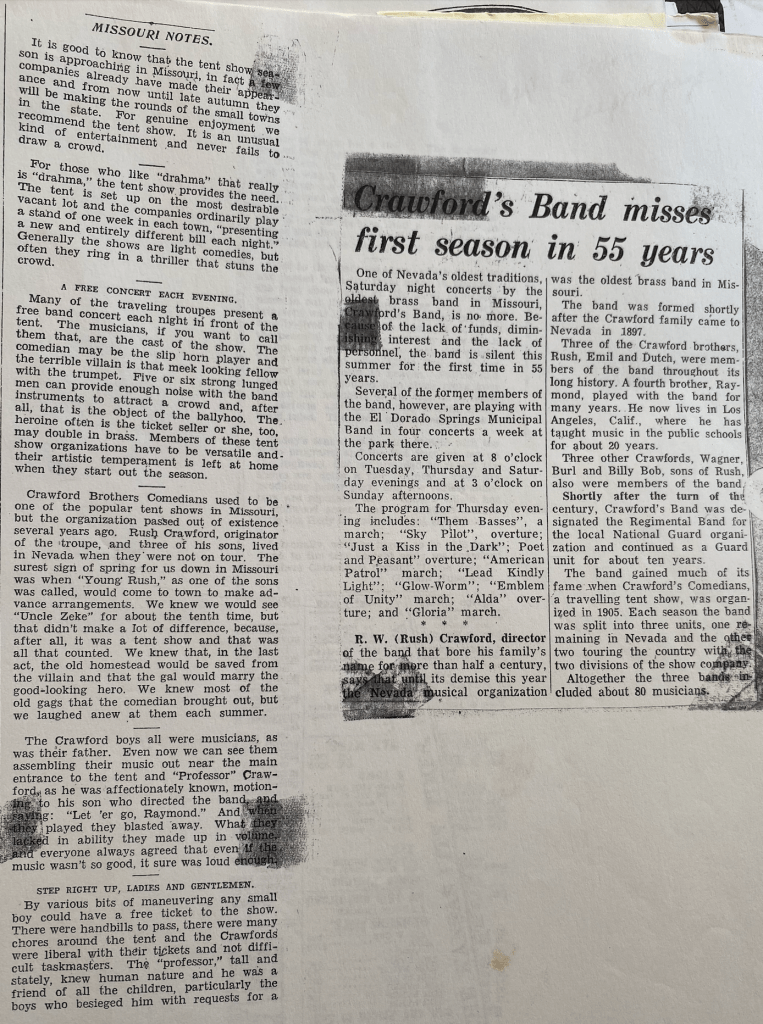 MISSOURI NOTES.
It is good to know that the tent show sea-
son is approaching in Missouri, in fact a few
companies already have made their appear-
ance and from now until late autumn they
will be making the rounds of the small towns
in the state. For genuine enjoyment we
recommend the tent show. It is an unusual
kind of entertainment and never fails to
draw a crowd.
For those who like "drahma" that really
is "drahma," the tent show provides the need.
The tent is set up on the most desirable
vacant lot and the companies ordinarily play
a stand of one week in each town, "presenting
a new and entirely different bill each night."
Generally the shows are light comedies, but
often they ring in a thriller that stuns the
crowd.
A FREE CONCERT EACH EVENING.
Many of the traveling troupes present a
free band concert each night in front of the
tent. The musicians, if you want to call
them that, are the cast of the show. The
comedian may be the slip horn player and
the terrible villain is that meek looking fellow
with the trumpet. Five or six strong lunged
men can provide enough noise with the band
instruments to attract a crowd and, after
all, that is the object of the ballyhoo. The
heroine often is the ticket seller or she, too,
may double in brass. Members of these tent
show organizations have to be versatile and
their artistic temperament is left at home
when they start out the season.
Crawford Brothers Comedians used to be
one of the popular tent shows in Missouri,
but the organization passed out of existence
several years ago. Rush Crawford, originator
of the troupe, and three of his sons, lived
in Nevada when they were not on tour. The
surest sign of spring for us down in Missouri
was when "Young Rush," as one of the sons
was called, would come to town to make ad-
vance arrangements. We knew we would see
"Uncle Zeke" for about the tenth time, but
that didn't make a lot of difference, because,
after all, it was a tent show and that was
all that counted. We knew that, in the last
act, the old homestead would be saved from
the villain and that the gal would marry the
good-looking hero. We knew most of the
old gags that the comedian brought out, but
we laughed anew at them each summer.
The Crawford boys all were musicians, as
was their father. Even now we can see them
assembling their music out near the main
entrance to the tent and "Professor" Craw-
ford, as he was affectionately known, motion-
ing to his son who directed the band, and
saying: "Let 'er go, Raymond." And when
they played they blasted away. What they
lacked in ability they made up in volume,
and everyone always agreed that even if the
music wasn't so good, it sure was loud enough.
STEP RIGHT UP, LADIES AND GENTLEMEN.
By various bits of maneuvering any small
boy could have a free ticket to the show.
There were handbills to pass, there were many
chores around the tent and the Crawfords
were liberal with their tickets and not diffi-
cult taskmasters. The "professor," tall and
stately, knew human nature and he was a
friend of all the children, particularly the
boys who besieged him with requests for a
Crawford's Band misses
first season in 55 years
One of Nevada's oldest traditions,
Saturday night concerts by the
oldest brass band in Missouri,
Crawford's Band, is no more. Be-
cause of the lack of funds, dimin-
ishing interest and the lack of
personnel, the band is silent this
summer for the first time in 55
years.
Several of the former members of
the band, however, are playing with
the El Dorado Springs Municipal
Band in four concerts a week at
the park there.
Concerts are given at 8 o'clock
on Tuesday, Thursday and Satur-
day evenings and at 3 o'clock on
Sunday afternoons.
The program for Thursday even-
ing includes: "Them Basses", a
march; "Sky Pilot", overture;
"Just a Kiss in the Dark"; Poet
and Peasant" overture; "American
Patrol" march; "Lead Kindly
Light"; "Glow-Worm"; "Emblem
of Unity" march; "Alda" over-
ture; and "Gloria" march.
* * *
R. W. (Rush) Crawford, director
of the band that bore his family's
name for more than half a century,
says that until its demise this year
the Nevada musical organization
was the oldest brass band in Mis-
souri.
The band was formed shortly
after the Crawford family came to
Nevada in 1897.
Three of the Crawford brothers,
Rush, Emil and Dutch, were mem-
bers of the band throughout its
long history. A fourth brother, Ray-
mond, played with the band for
many years. He now lives in Los
Angeles, Calif., where he has
taught music in the public schools
for about 20 years.
Three other Crawfords, Wagner,
Burl and Billy Bob, sons of Rush,
also were members of the band.
Shortly after the turn of the
century, Crawford's Band was de-
signated the Regimental Band for
the local National Guard organi-
zation and continued as a Guard
unit for about ten years.
The band gained much of its
fame when Crawford's Comedians,
a travelling tent show, was organ-
ized in 1905. Each season the band
was split into three units, one re-
maining in Nevada and the other
two touring the country with the
two divisions of the show company.
Altogether the three bands in-
cluded about 80 musicians.